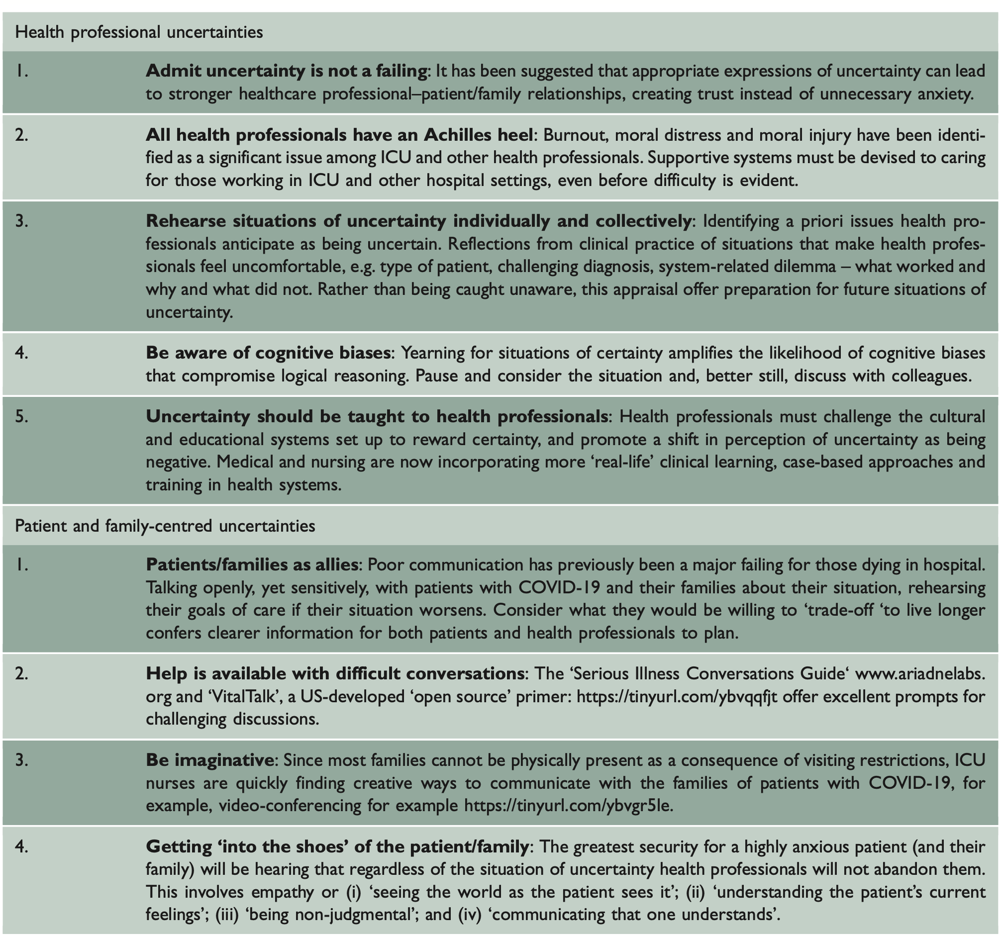 Health professional uncertainties
1. Admit uncertainty is not a failing: It has been suggested that appropriate expressions of uncertainty can lead
to stronger healthcare professional–patient/family relationships, creating trust instead of unnecessary anxiety.
2. All health professionals have an Achilles heel: Burnout, moral distress and moral injury have been identi-
fied as a significant issue among ICU and other health professionals. Supportive systems must be devised to caring
for those working in ICU and other hospital settings, even before difficulty is evident.
3. Rehearse situations of uncertainty individually and collectively: Identifying a priori issues health pro-
fessionals anticipate as being uncertain. Reflections from clinical practice of situations that make health profes-
sionals feel uncomfortable, e.g. type of patient, challenging diagnosis, system-related dilemma – what worked and
why and what did not. Rather than being caught unaware, this appraisal offer preparation for future situations of
uncertainty.
4. Be aware of cognitive biases: Yearning for situations of certainty amplifies the likelihood of cognitive biases
that compromise logical reasoning. Pause and consider the situation and, better still, discuss with colleagues.
5. Uncertainty should be taught to health professionals: Health professionals must challenge the cultural
and educational systems set up to reward certainty, and promote a shift in perception of uncertainty as being
negative. Medical and nursing are now incorporating more ‘real-life’ clinical learning, case-based approaches and
training in health systems.
Patient and family-centred uncertainties
1. Patients/families as allies: Poor communication has previously been a major failing for those dying in hospital.
Talking openly, yet sensitively, with patients with COVID-19 and their families about their situation, rehearsing
their goals of care if their situation worsens. Consider what they would be willing to ‘trade-off ‘to live longer
confers clearer information for both patients and health professionals to plan.
2. Help is available with difficult conversations: The ‘Serious Illness Conversations Guide‘ www.ariadnelabs.
org and ‘VitalTalk’, a US-developed ‘open source’ primer: https://tinyurl.com/ybvqqfjt offer excellent prompts for
challenging discussions.
3. Be imaginative: Since most families cannot be physically present as a consequence of visiting restrictions, ICU
nurses are quickly finding creative ways to communicate with the families of patients with COVID-19, for
example, video-conferencing for example https://tinyurl.com/ybvgr5le.
4. Getting ‘into the shoes’ of the patient/family: The greatest security for a highly anxious patient (and their
family) will be hearing that regardless of the situation of uncertainty health professionals will not abandon them.
This involves empathy or (i) ‘seeing the world as the patient sees it’; (ii) ‘understanding the patient’s current
feelings’; (iii) ‘being non-judgmental’; and (iv) ‘communicating that one understands’.